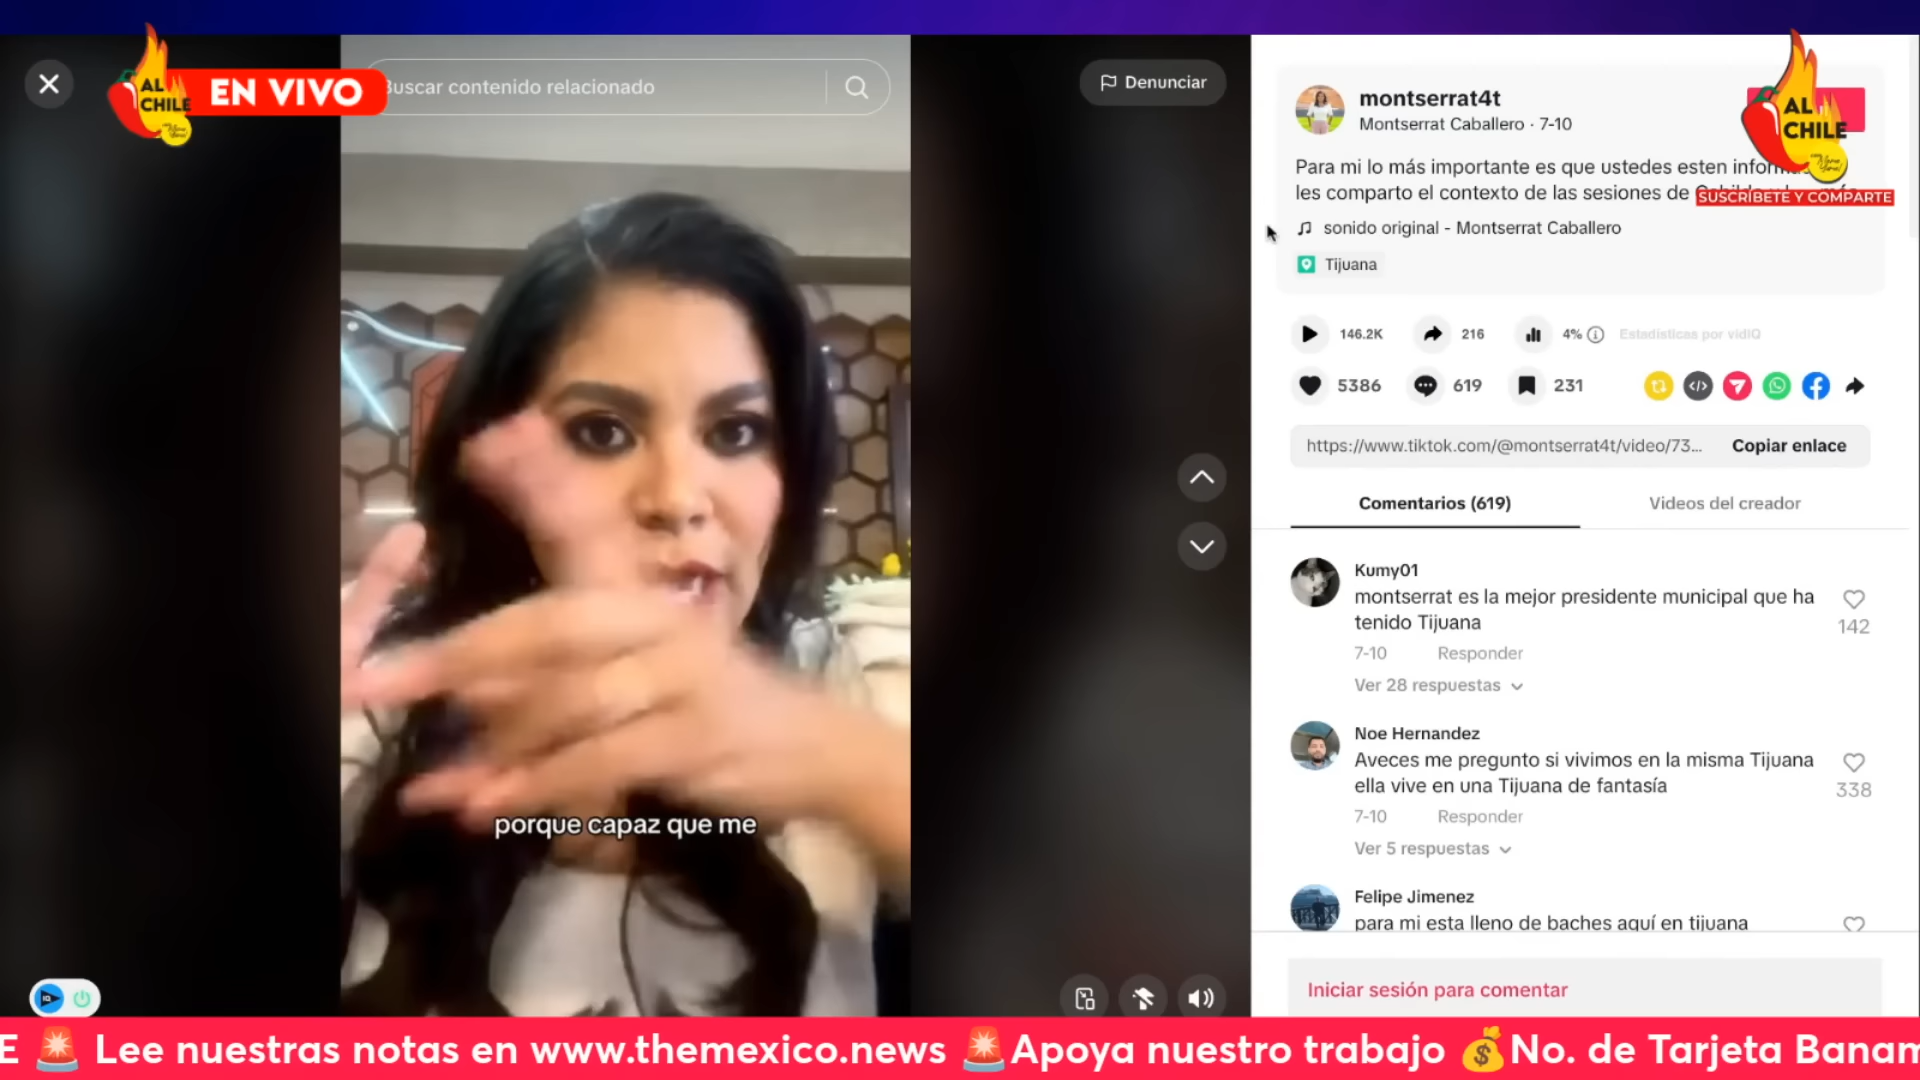 AL
CHILE
EN VIVO
Buscar contenido relacionado
Denunciar
montserrat4t
Montserrat Caballero · 7-10
AL
CHILE
Para mi lo más importante es que ustedes esten
les comparto el contexto de las sesiones de
SUSCRÍBETE Y COMPARTE
sonido original - Montserrat Caballero
Tijuana
146.2K
216
4%
Estadísticas por vidIQ
5386
619
231
https://www.tiktok.com/@montserrat4t/video/73...
Copiar enlace
Comentarios (619)
Videos del creador
Kumy01
montserrat es la mejor presidente municipal que ha
tenido Tijuana
142
7-10
Responder
Ver 28 respuestas
Noe Hernandez
Aveces me pregunto si vivimos en la misma Tijuana
ella vive en una Tijuana de fantasía
338
7-10
Responder
Ver 5 respuestas
Felipe Jimenez
para mi esta lleno de baches aquí en tijuana
porque capaz que me
Iniciar sesión para comentar
E 🚨 Lee nuestras notas en www.themexico.news 🚨Apoya nuestro trabajo 💰No. de Tarjeta Banam